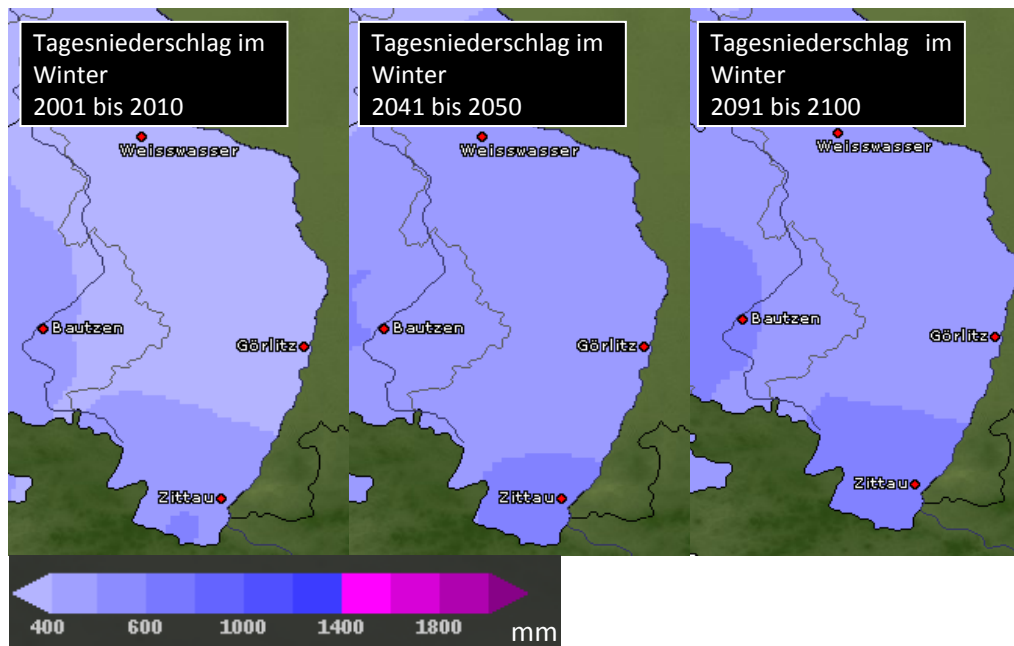 Tagesniederschlag im
Winter
2001 bis 2010
Weisswasser
Bautzen
Görlitz
Zittau
Tagesniederschlag im
Winter
2041 bis 2050
Weisswasser
Bautzen
Görlitz
Zittau
Tagesniederschlag im
Winter
2091 bis 2100
Weisswasser
Bautzen
Görlitz
Zittau
400 600 1000 1400 1800 mm